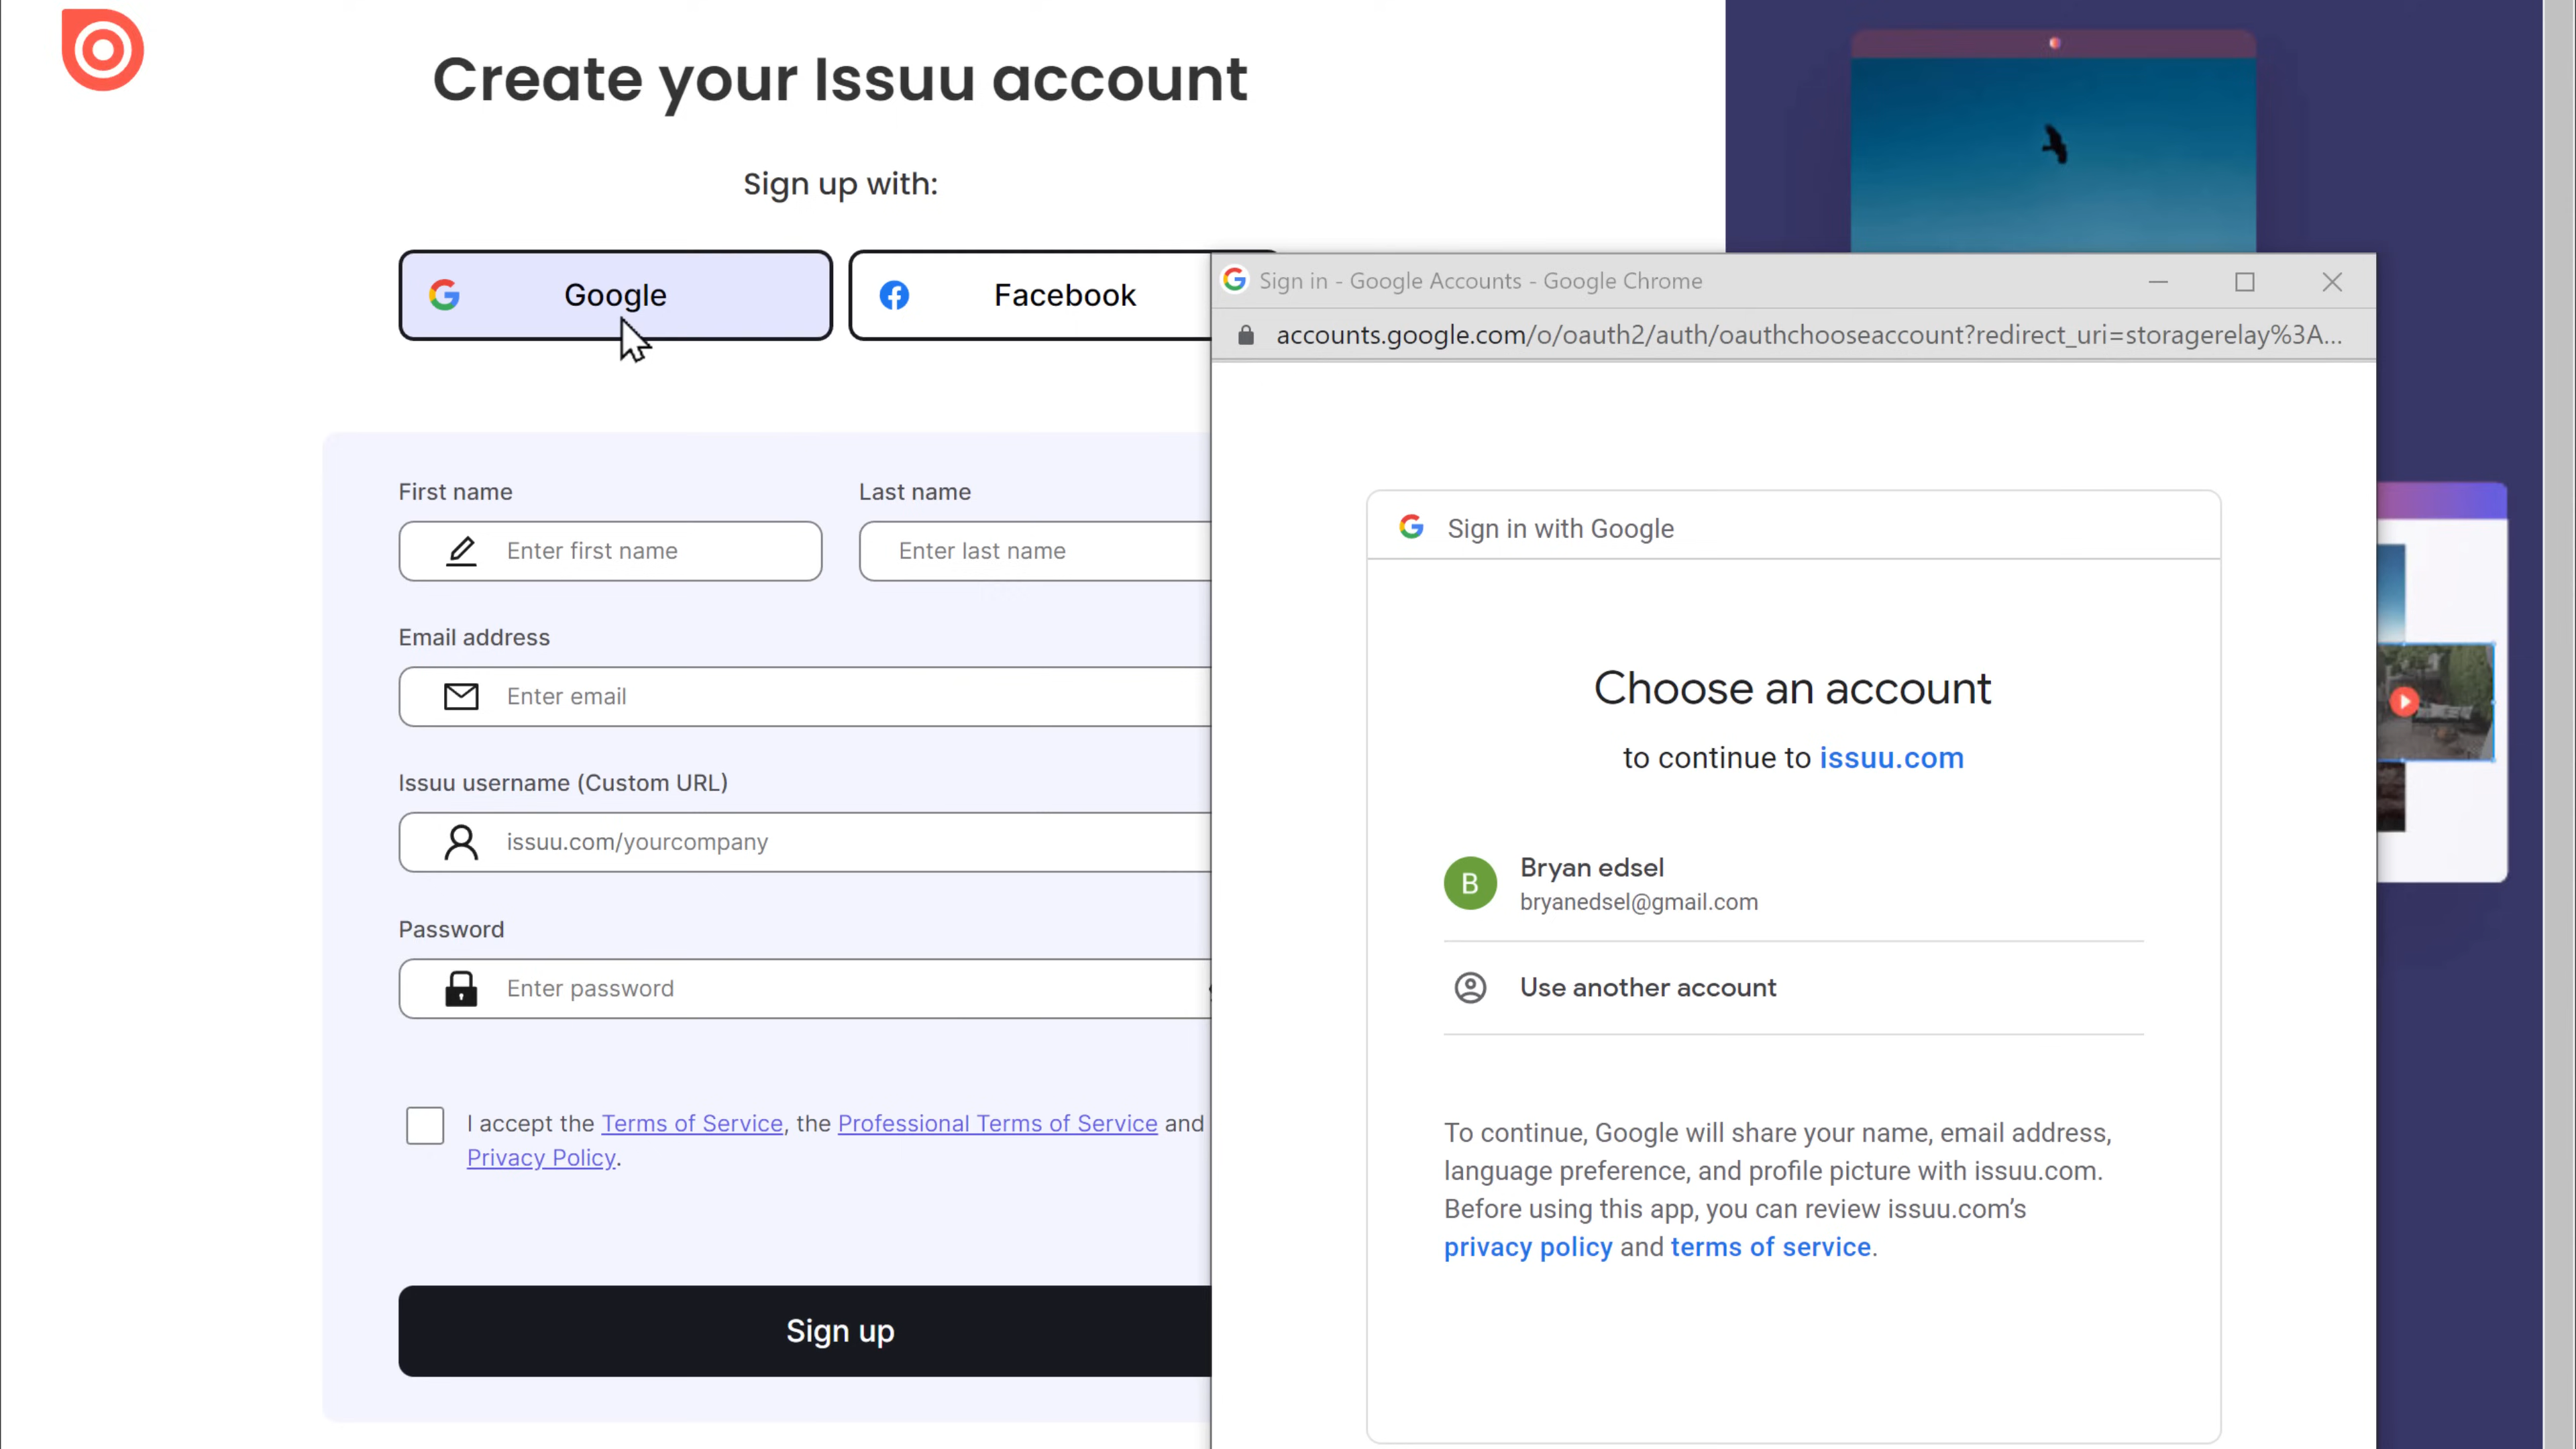 Create your Issuu account
Sign up with:
Google
Facebook
First name
Last name
Enter first name
Enter last name
Email address
Enter email
Issuu username (Custom URL)
issuu.com/yourcompany
Password
Enter password
I accept the Terms of Service, the Professional Terms of Service and
Privacy Policy.
Sign up
Sign in - Google Accounts - Google Chrome
accounts.google.com/o/oauth2/auth/oauthchooseaccount?redirect_uri=storagerelay%3A...
Sign in with Google
Choose an account
to continue to issuu.com
B
Bryan edsel
bryanedsel@gmail.com
Use another account
To continue, Google will share your name, email address,
language preference, and profile picture with issuu.com.
Before using this app, you can review issuu.com’s
privacy policy and terms of service.